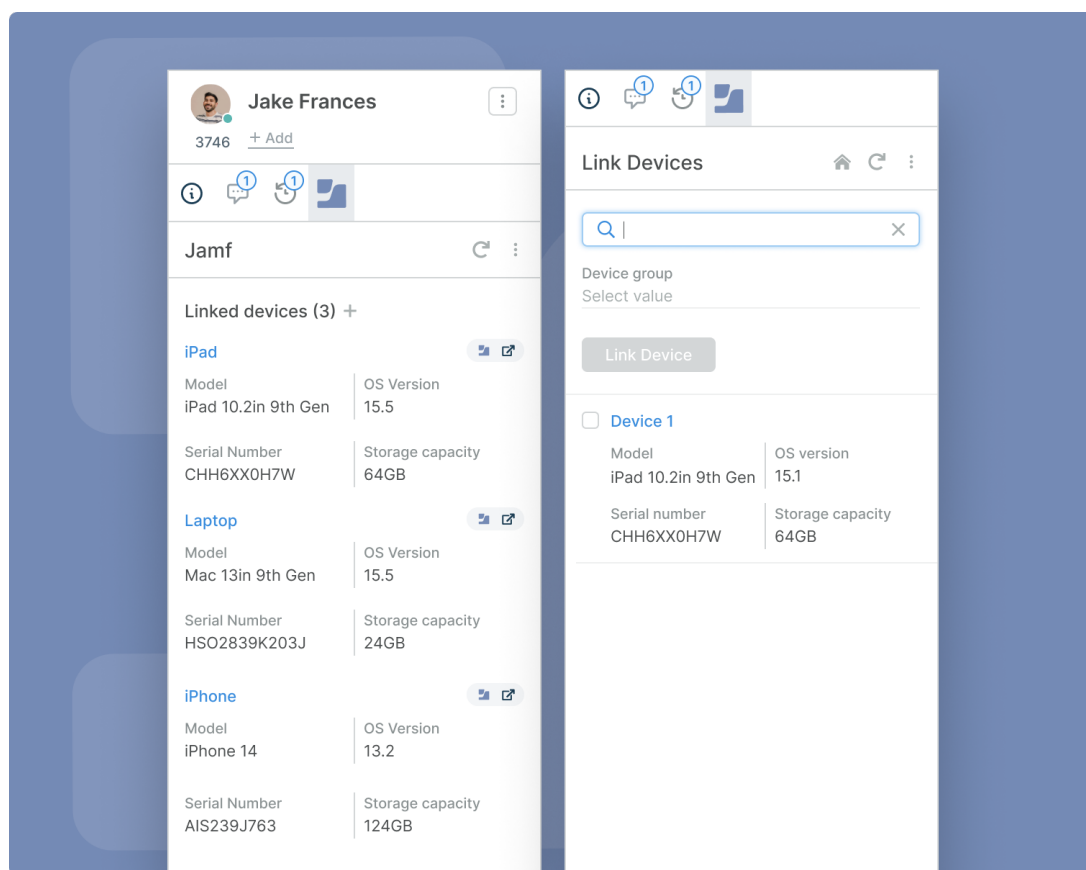 Jake Frances
3746
+ Add
1
1
Jamf
Linked devices (3) +
iPad
Model
OS Version
iPad 10.2in 9th Gen
15.5
Serial Number
Storage capacity
CHH6XX0H7W
64GB
Laptop
Model
OS Version
Mac 13in 9th Gen
15.5
Serial Number
Storage capacity
HSO2839K203J
24GB
iPhone
Model
OS Version
iPhone 14
13.2
Serial Number
Storage capacity
AIS239J763
124GB
1
1
Link Devices
Device group
Select value
Link Device
Device 1
Model
OS version
iPad 10.2in 9th Gen
15.1
Serial number
Storage capacity
CHH6XX0H7W
64GB